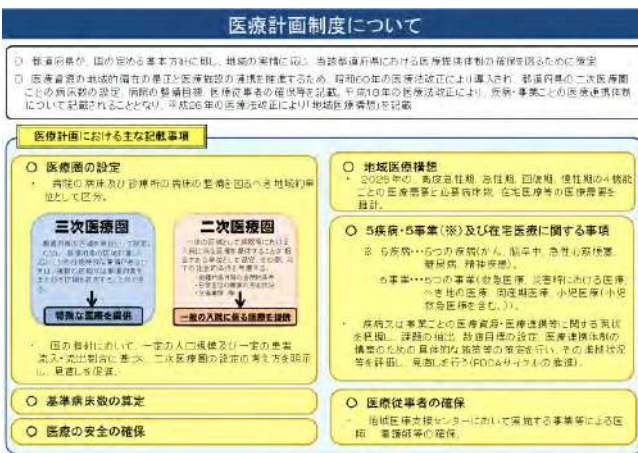 医療計画制度について
○ 都道府県が、国の定める基本方針に則し、地域の実情に応じ、当該都道府県における医療提供体制の確保を図るために策定
○ 医療資源の地域的偏在の是正と医療施設の連携を推進するため、昭和60年の医療法改正により導入され、都道府県の二次医療圏
ごとの病床数の設定、病院の整備目標、医療従事者の確保等を記載。平成18年の医療法改正により、疾病・事業ごとの医療連携体制
について記載されることとなり、平成26年の医療法改正により「地域医療構想」を記載
医療計画における主な記載事項
○ 医療圏の設定
・ 病院の病床及び診療所の病床の整備を図るべき地域的単
位として区分。
三次医療圏
特殊な医療を提供
二次医療圏
一般の入院に係る医療を提供
・ 国の指針において、一定の人口規模及び一定の患者
流入・流出割合に基づく、二次医療圏の設定の考え方を明示
し、見直しを促進。
○ 基準病床数の算定
○ 医療の安全の確保
○ 地域医療構想
・ 2025年の、高度急性期、急性期、回復期、慢性期の4機能
ごとの医療需要と必要病床数、在宅医療等の医療需要を
推計。
○ 5疾病・5事業(※)及び在宅医療に関する事項
※ 5疾病…5つの疾病(がん、脳卒中、急性心筋梗塞、
糖尿病、精神疾患)。
5事業…5つの事業(救急医療、災害時における医療、
へき地の医療、周産期医療、小児医療(小児
救急医療を含む。))。
・ 疾病又は事業ごとの医療資源・医療連携等に関する現状
を把握し、課題の抽出、数値目標の設定、医療連携体制の
構築のための具体的な施策等の策定を行い、その進捗状況
等を評価し、見直しを行う(PDCAサイクルの推進)。
○ 医療従事者の確保
・ 地域医療支援センターにおいて実施する事業等による医
師、看護師等の確保。